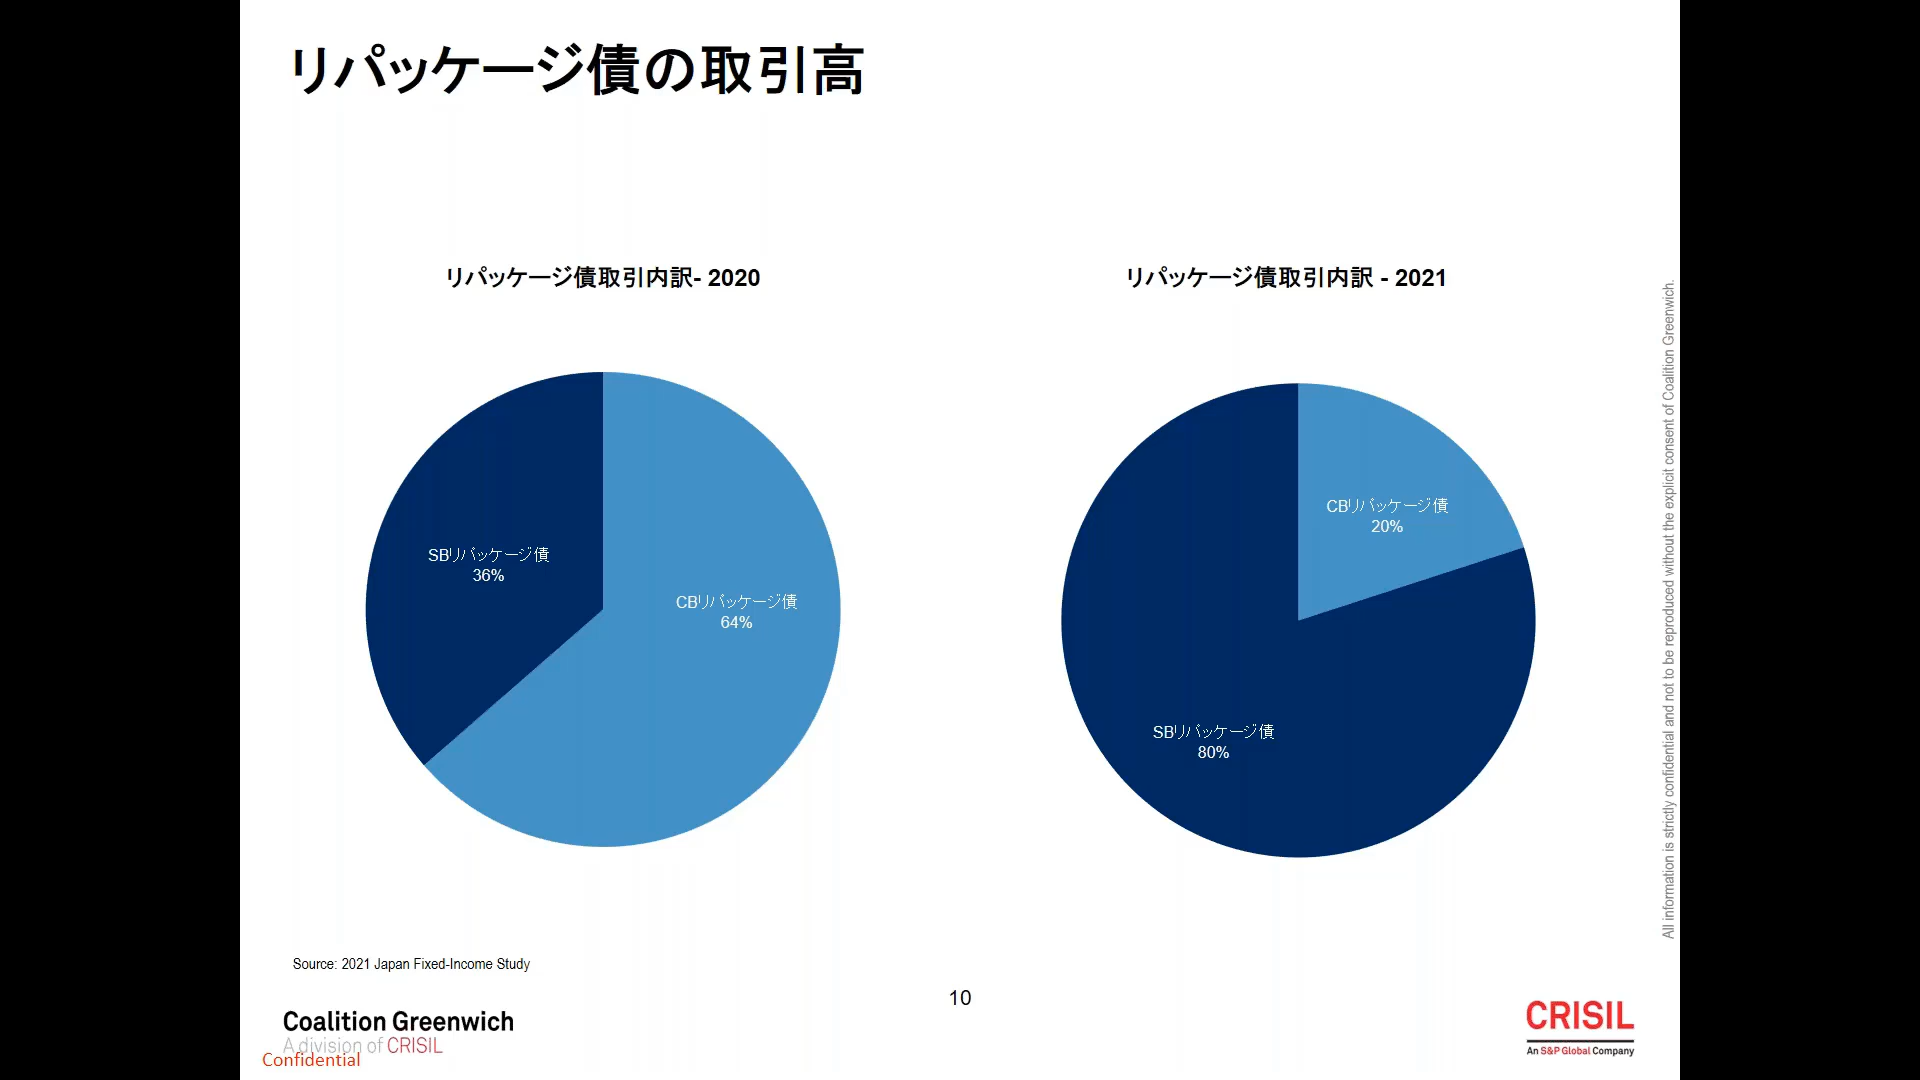 リパッケージ債の取引高
リパッケージ債取引内訳- 2020
リパッケージ債取引内訳 - 2021
SBリパッケージ債
36%
CBリパッケージ債
64%
CBリパッケージ債
20%
SBリパッケージ債
80%
All information is strictly confidential and not to be reproduced without the explicit consent of Coalition Greenwich.
Source: 2021 Japan Fixed-Income Study
10
Coalition Greenwich
A division of CRISIL
Confidential
CRISIL
An S&P Global Company